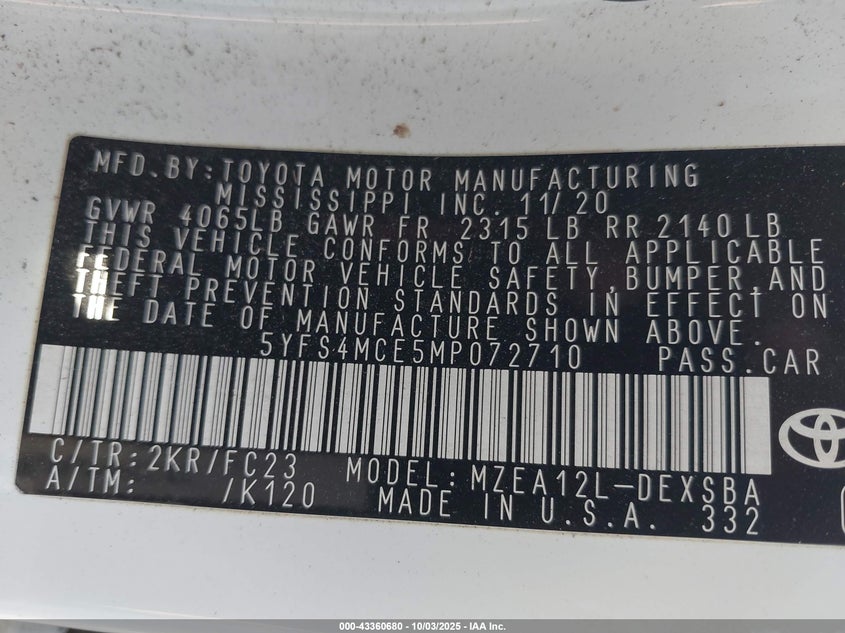 MFD. BY: TOYOTA MOTOR MANUFACTURING
MISSISSIPPI INC. 11/20
GVWR 4065LB GAWR FR 2315 LB RR 2140 LB
THIS VEHICLE CONFORMS TO ALL APPLICABLE
FEDERAL MOTOR VEHICLE SAFETY, BUMPER, AND
THEFT PREVENTION STANDARDS IN EFFECT ON
THE DATE OF MANUFACTURE SHOWN ABOVE.
5YFS4MCE5MP072710 PASS.CAR
C/TR: 2KR/FC23 MODEL: MZEA12L-DEXSBA
A/TM: /K120 MADE IN U.S.A. 332
000-43360680 - 10/03/2025 - IAA Inc.